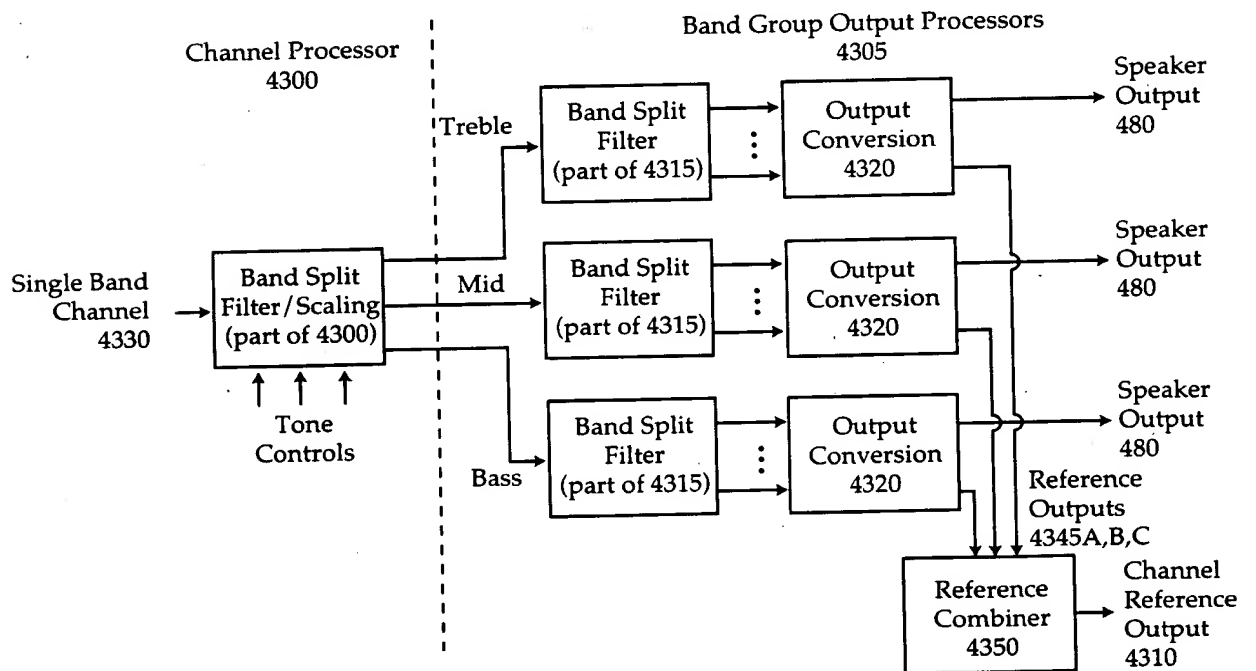 Channel Processor
4300
Band Group Output Processors
4305
Treble
Band Split
Filter
(part of 4315)
Output
Conversion
4320
Speaker
Output
480
Single Band
Channel
4330
Band Split
Filter/Scaling
(part of 4300)
Tone
Controls
Mid
Band Split
Filter
(part of 4315)
Output
Conversion
4320
Speaker
Output
480
Bass
Band Split
Filter
(part of 4315)
Output
Conversion
4320
Speaker
Output
480
Reference
Outputs
4345A,B,C
Reference
Combiner
4350
Channel
Reference
Output
4310